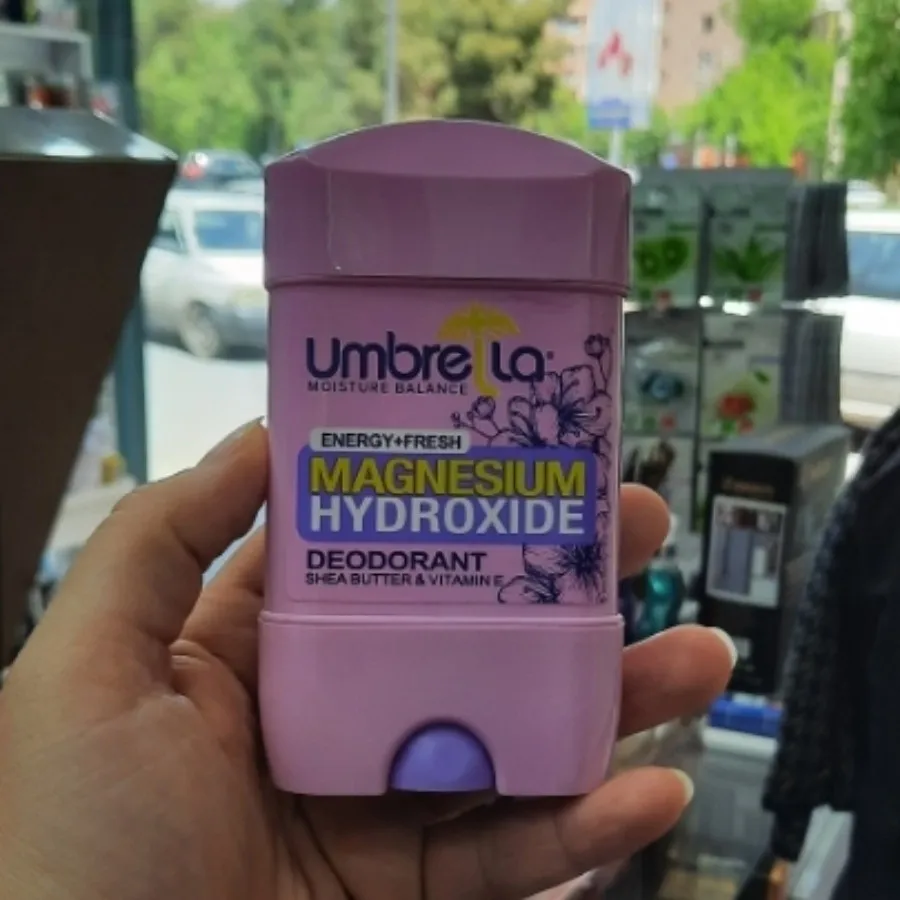 Umbrella
MOISTURE BALANCE
ENERGY+FRESH
MAGNESIUM
HYDROXIDE
DEODORANT
SHEA BUTTER & VITAMIN E